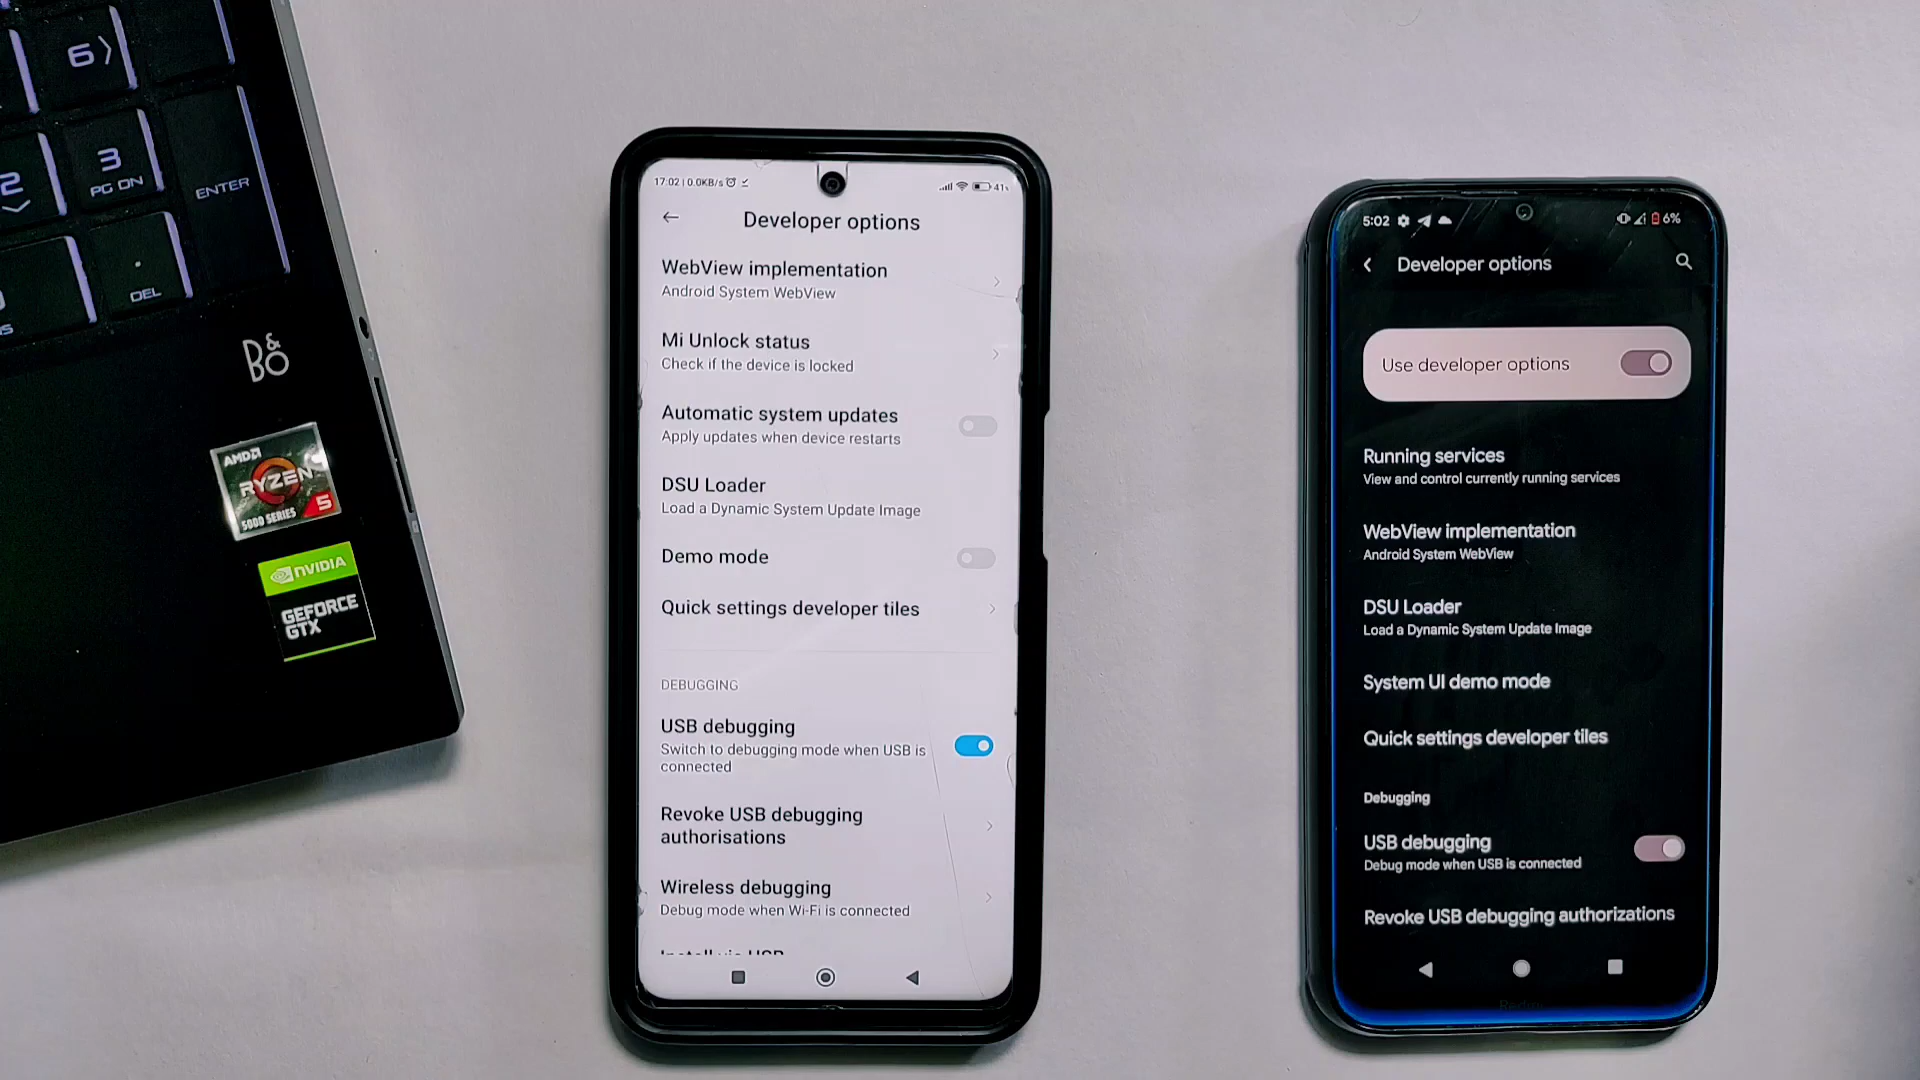 6
3
PG DN
2
ENTER
.
DEL
B&O
AMD
RYZEN
5
5000 SERIES
NVIDIA
GEFORCE
GTX
17:02 | 0.0KB/s
41
Developer options
WebView implementation
Android System WebView
Mi Unlock status
Check if the device is locked
Automatic system updates
Apply updates when device restarts
DSU Loader
Load a Dynamic System Update Image
Demo mode
Quick settings developer tiles
DEBUGGING
USB debugging
Switch to debugging mode when USB is
connected
Revoke USB debugging
authorisations
Wireless debugging
Debug mode when Wi-Fi is connected
Install via USB
5:02
6%
Developer options
Use developer options
Running services
View and control currently running services
WebView implementation
Android System WebView
DSU Loader
Load a Dynamic System Update Image
System UI demo mode
Quick settings developer tiles
Debugging
USB debugging
Debug mode when USB is connected
Revoke USB debugging authorizations
Redmi